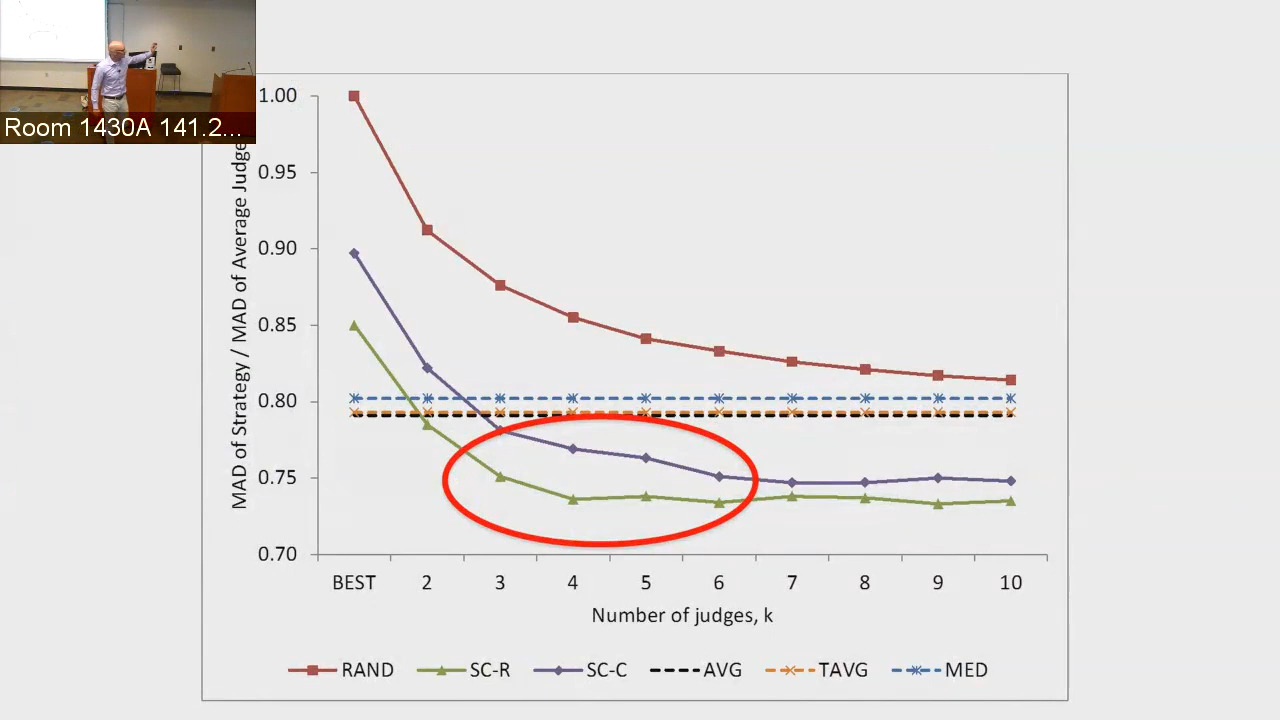 Room 1430A 141.2...
MAD of Strategy / MAD of Average Judge
1.00
0.95
0.90
0.85
0.80
0.75
0.70
BEST 2 3 4 5 6 7 8 9 10
Number of judges, k
RAND SC-R SC-C AVG TAVG MED